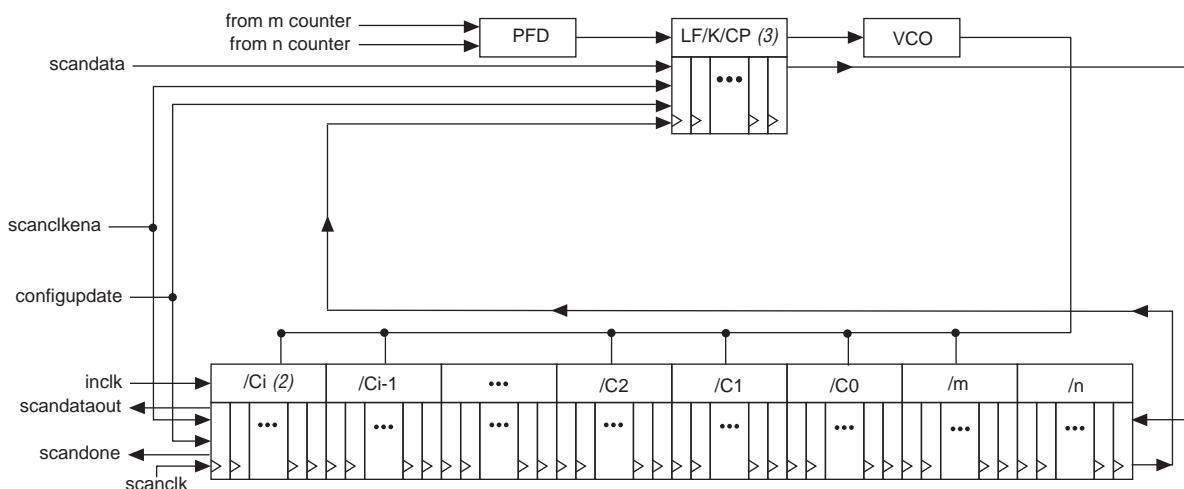 from m counter
from n counter
PFD
LF/K/CP (3)
VCO
scandata
•••
scanclkena
configupdate
inclk
/Ci (2)
/Ci-1
•••
/C2
/C1
/C0
/m
/n
scandataout
••• ••• ••• ••• ••• ••• ••• •••
scandone
scanclk